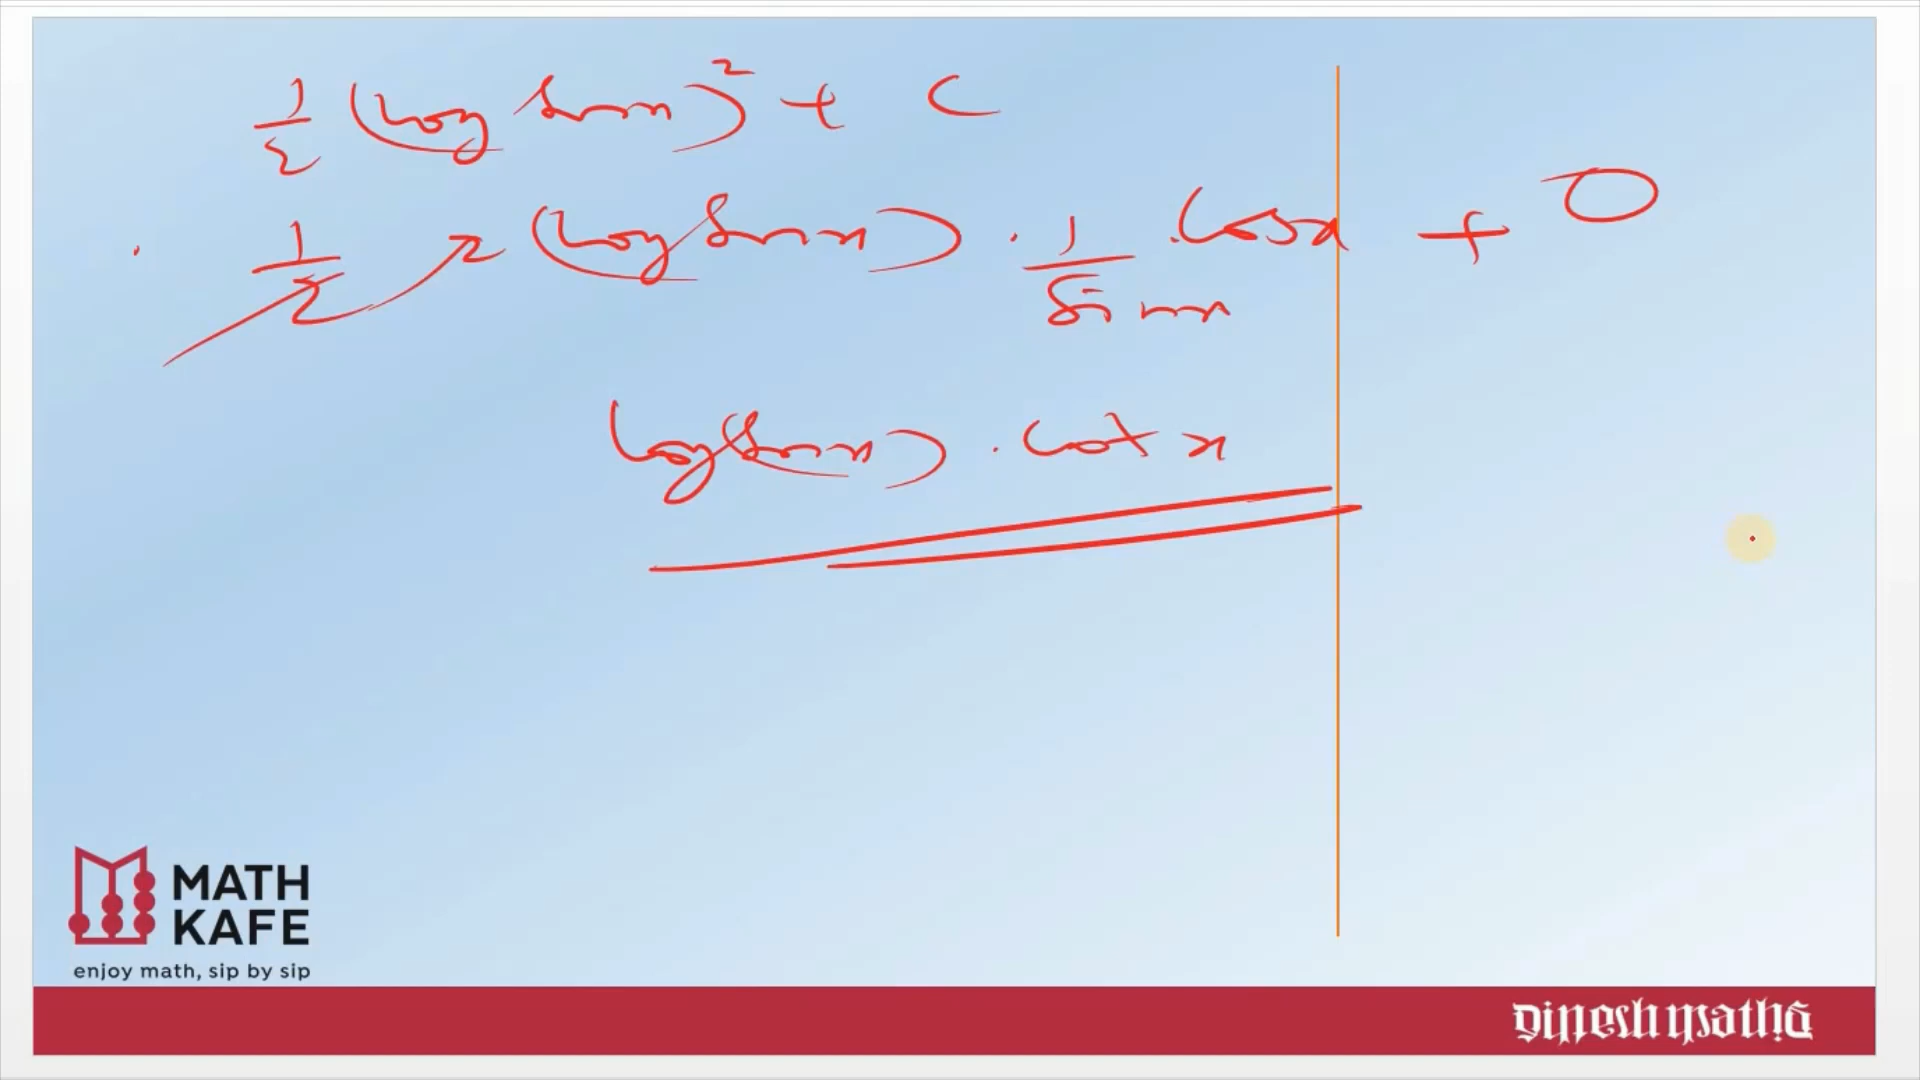 1/2 (log sin x)² + C
. 1/2 2 (log sin x) . 1/sin x . cos x + 0
log(sin x) . cot x
MATH
KAFE
enjoy math, sip by sip
Dinesh maths